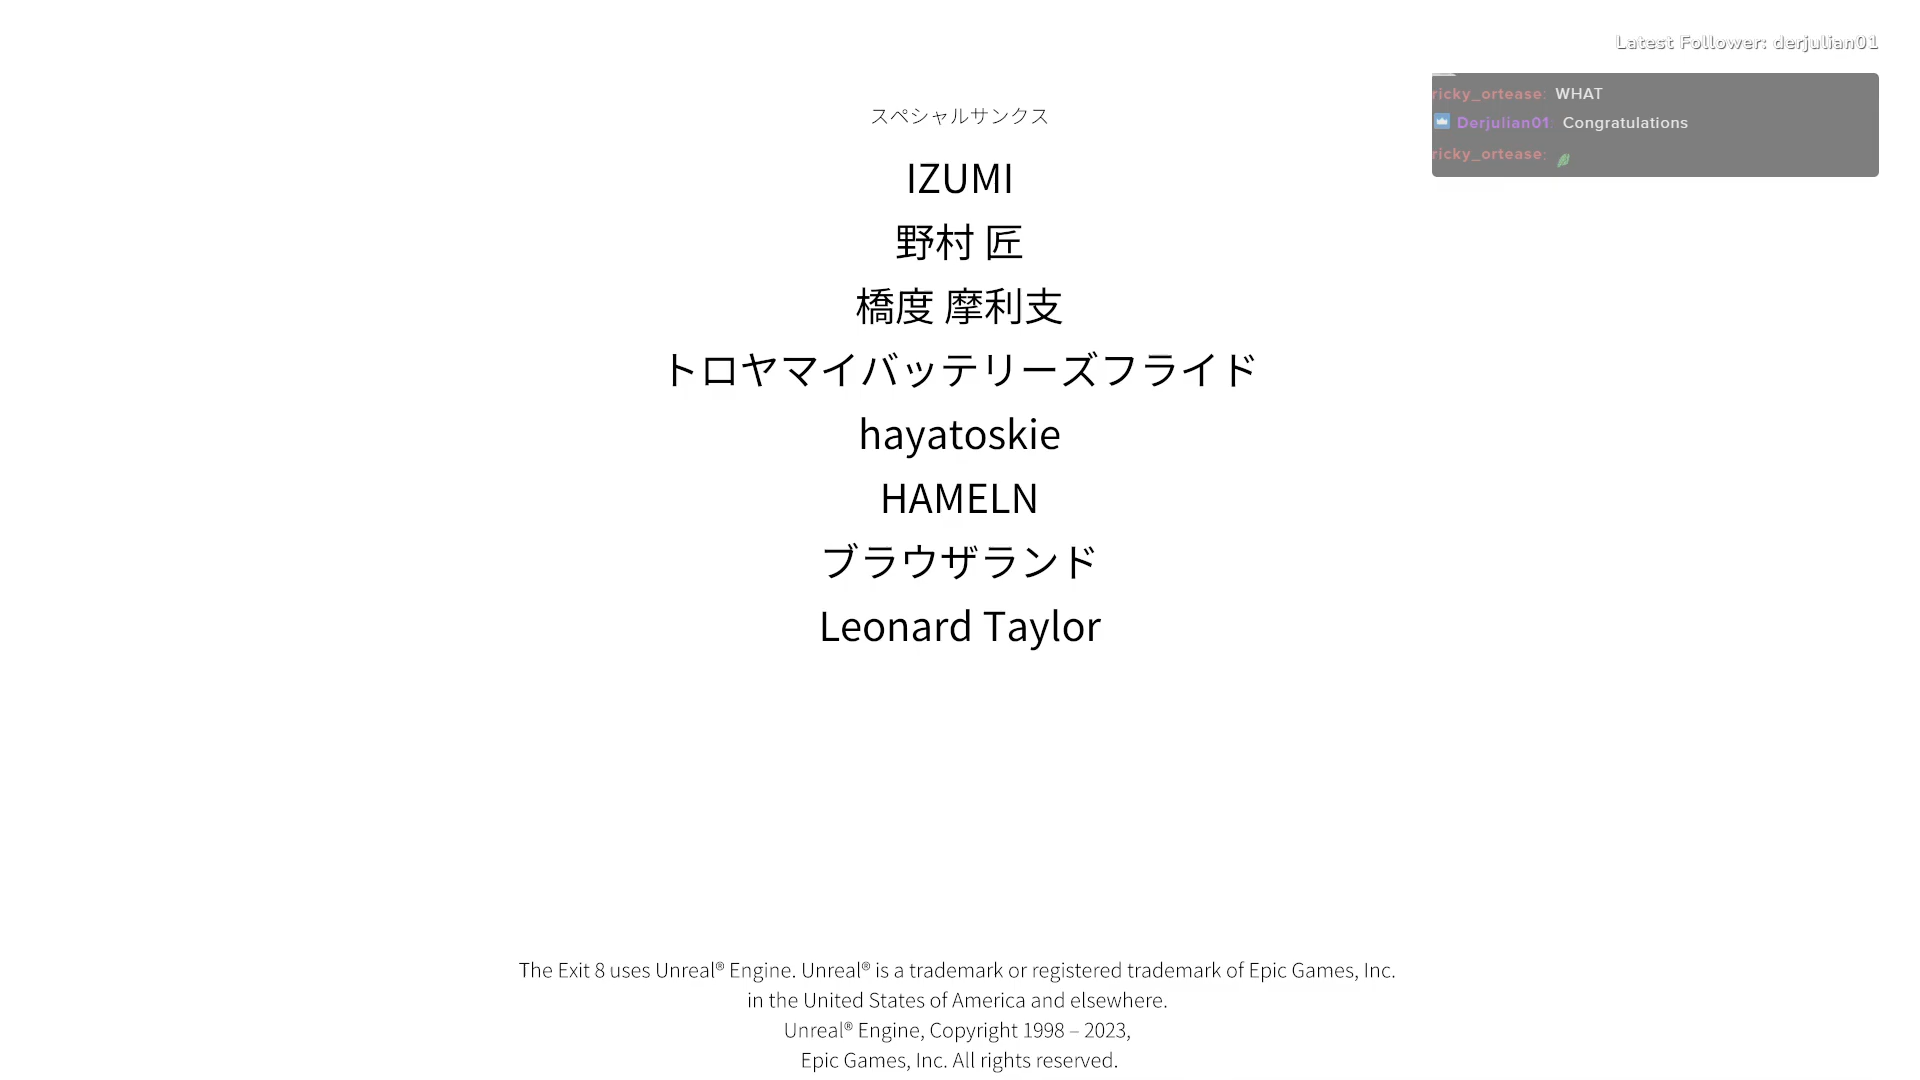 Latest Follower: derjulian01
ricky_ortease: WHAT
Derjulian01: Congratulations
ricky_ortease:
スペシャルサンクス
IZUMI
野村 匠
橋度 摩利支
トロヤマイバッテリーズフライド
hayatoskie
HAMELN
ブラウザランド
Leonard Taylor
The Exit 8 uses Unreal® Engine. Unreal® is a trademark or registered trademark of Epic Games, Inc.
in the United States of America and elsewhere.
Unreal® Engine, Copyright 1998 – 2023,
Epic Games, Inc. All rights reserved.